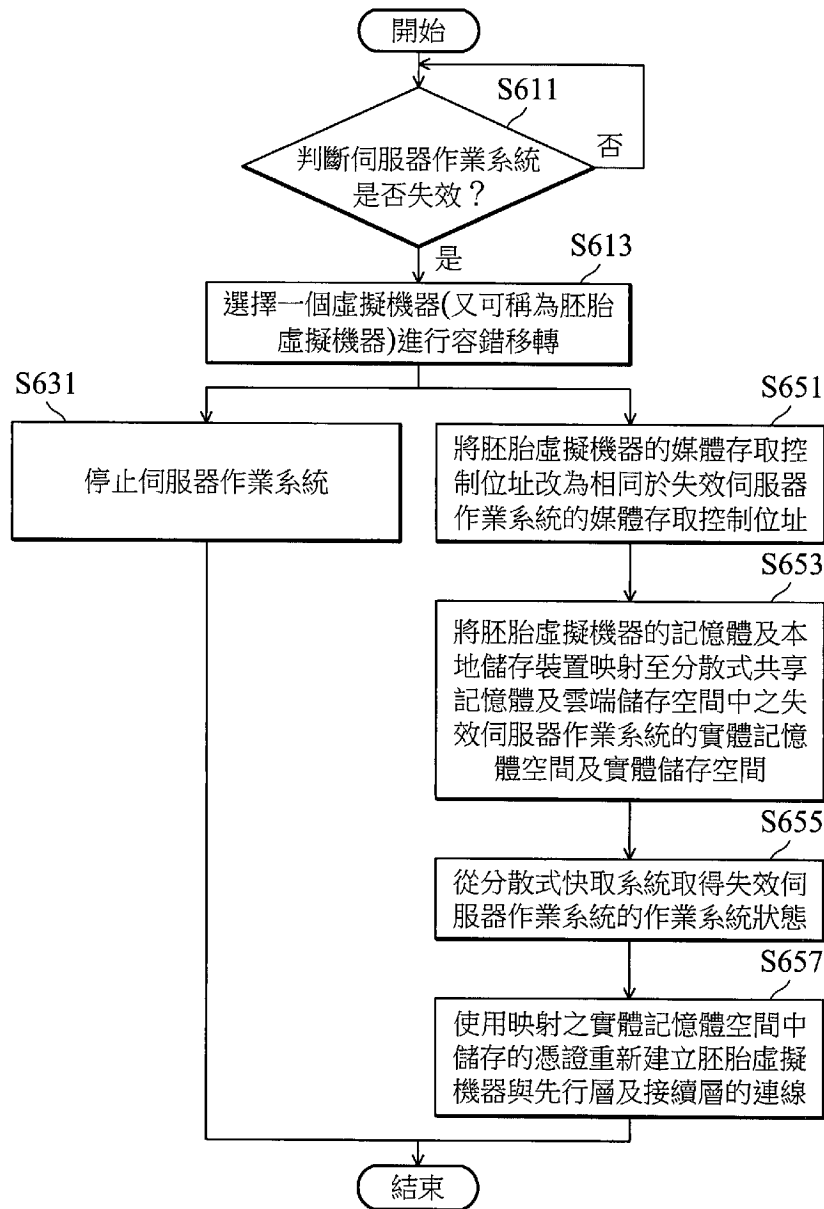 開始
S611
判斷伺服器作業系統
是否失效？
否
是
S613
選擇一個虛擬機器(又可稱為胚胎
虛擬機器)進行容錯移轉
S631
停止伺服器作業系統
S651
將胚胎虛擬機器的媒體存取控
制位址改為相同於失效伺服器
作業系統的媒體存取控制位址
S653
將胚胎虛擬機器的記憶體及本
地儲存裝置映射至分散式共享
記憶體及雲端儲存空間中之失
效伺服器作業系統的實體記憶
體空間及實體儲存空間
S655
從分散式快取系統取得失效伺
服器作業系統的作業系統狀態
S657
使用映射之實體記憶體空間中
儲存的憑證重新建立胚胎虛擬
機器與先行層及接續層的連線
結束